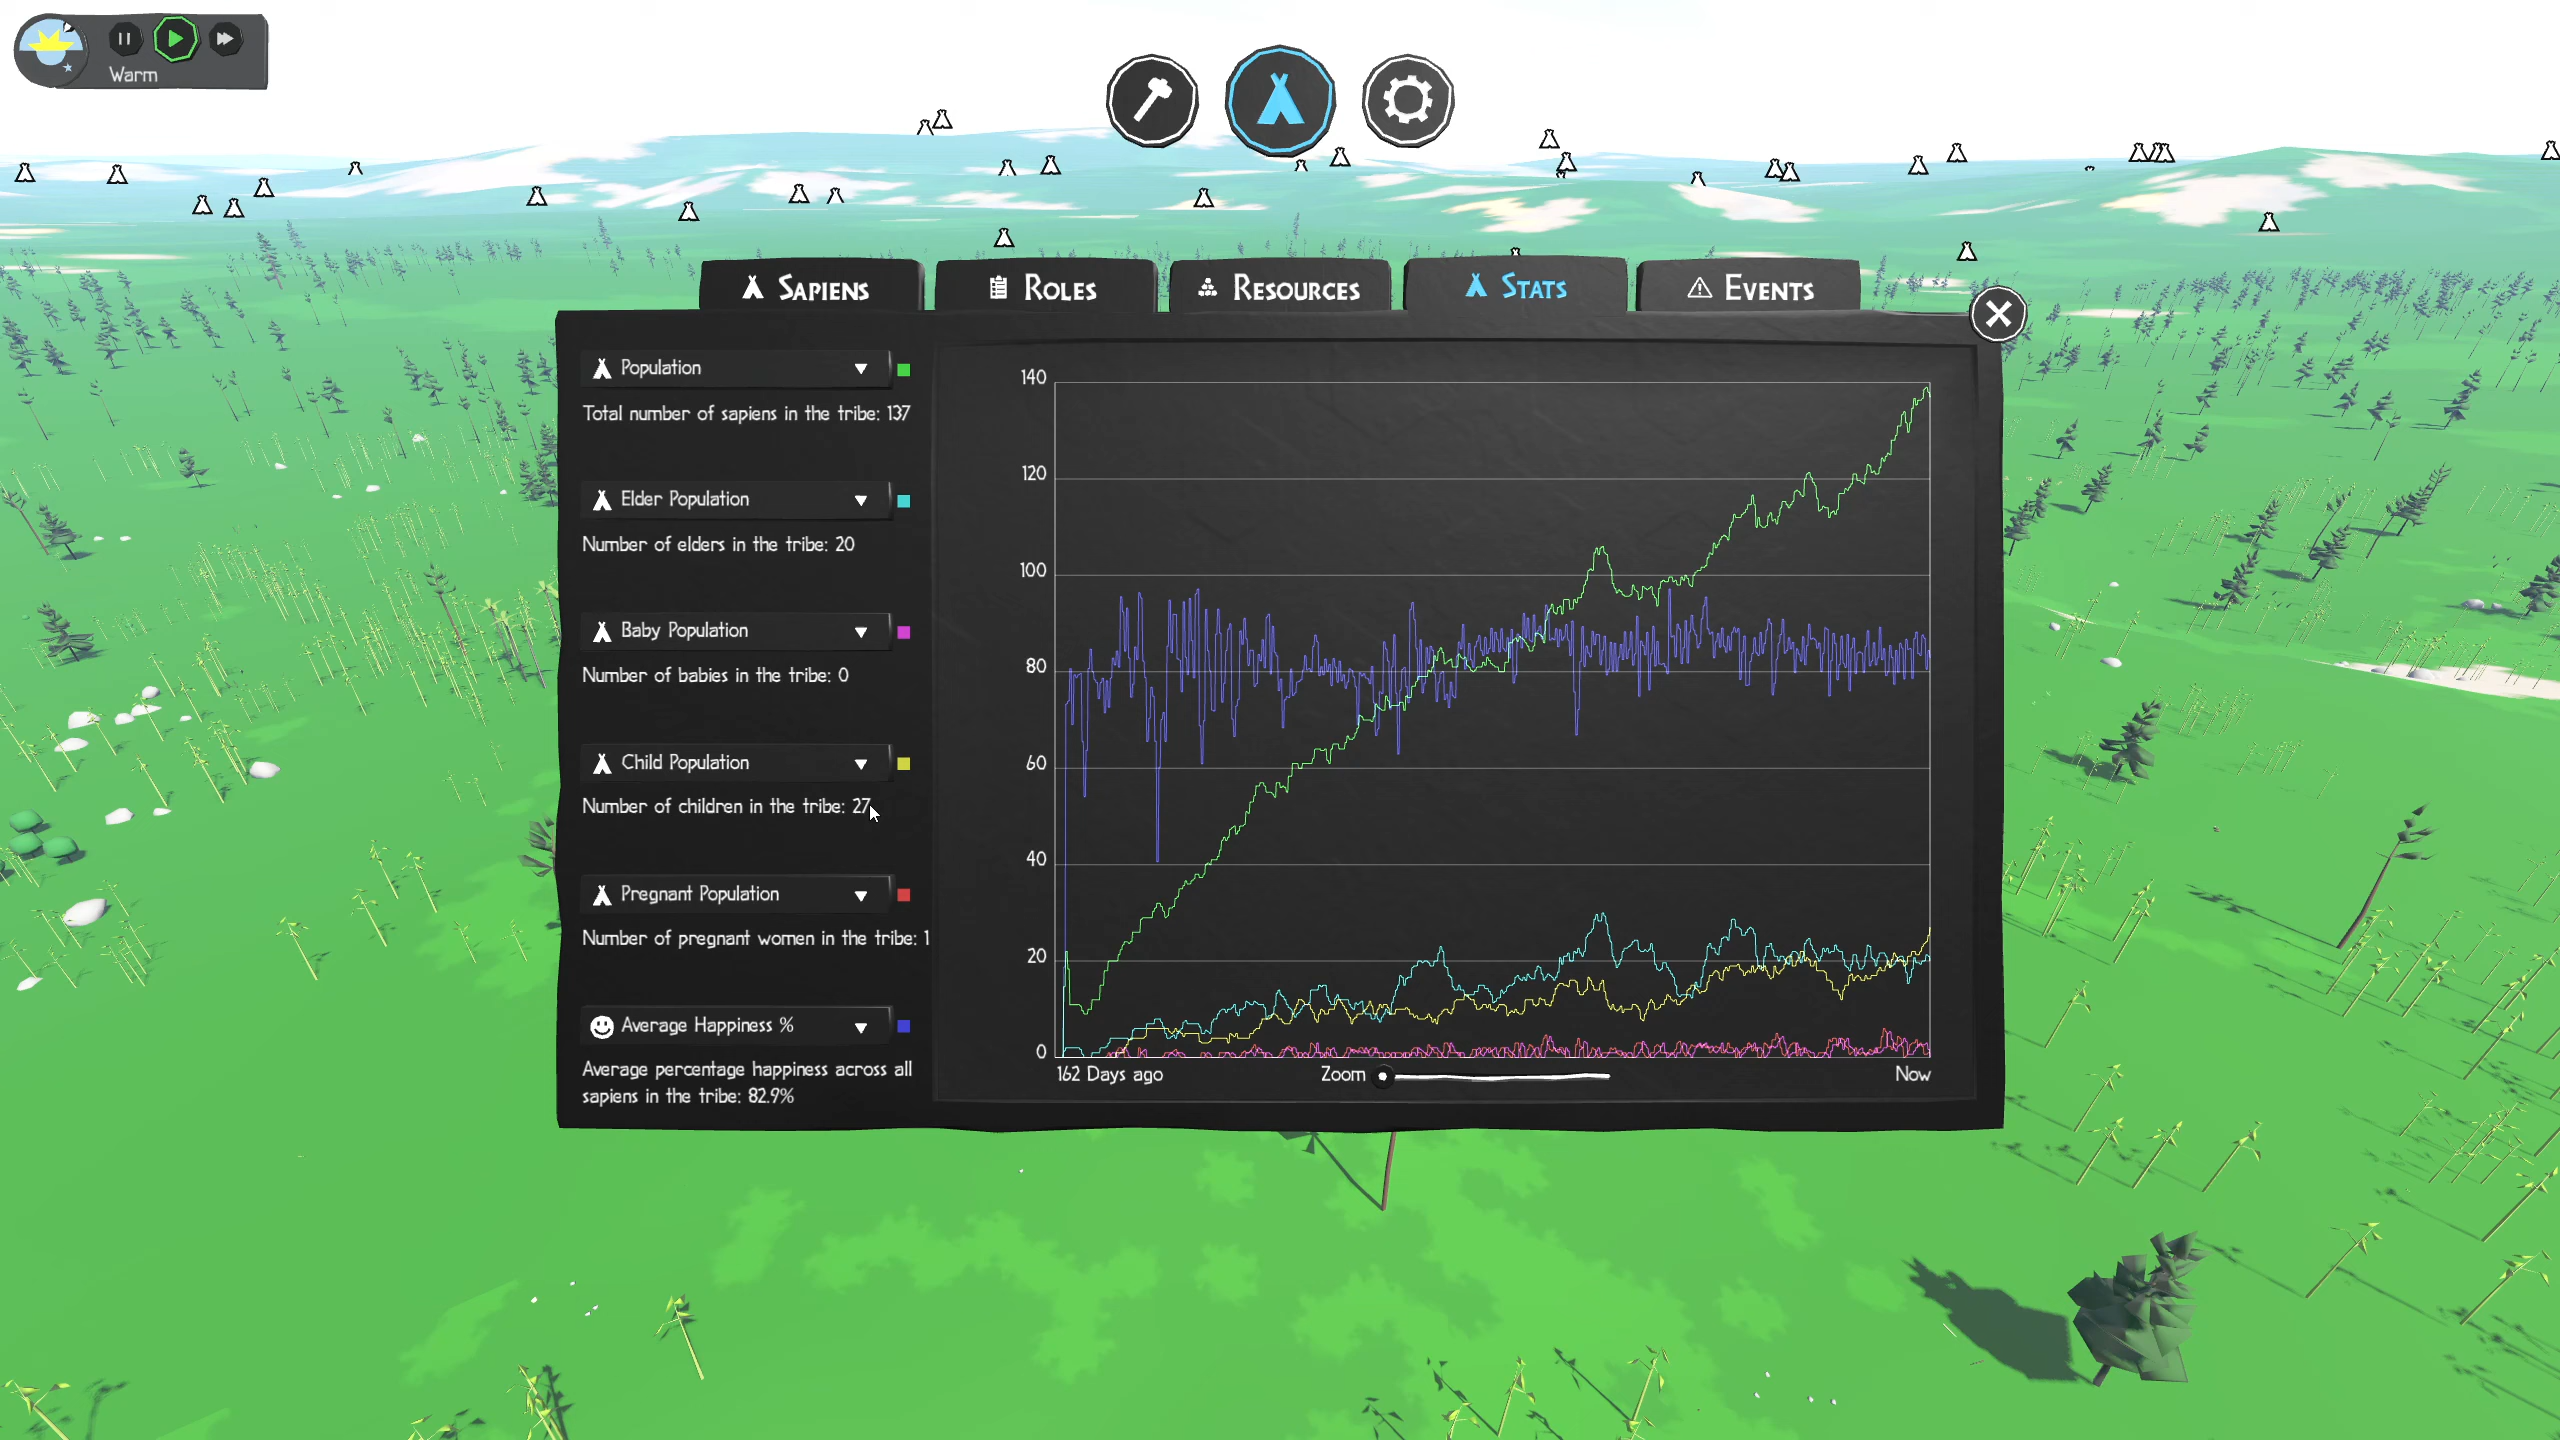 Warm
Sapiens
Roles
Resources
Stats
Events
Population
Total number of sapiens in the tribe: 137
Elder Population
Number of elders in the tribe: 20
Baby Population
Number of babies in the tribe: 0
Child Population
Number of children in the tribe: 27
Pregnant Population
Number of pregnant women in the tribe: 1
Average Happiness %
Average percentage happiness across all
sapiens in the tribe: 82.9%
140
120
100
80
60
40
20
0
162 Days ago
Zoom
Now